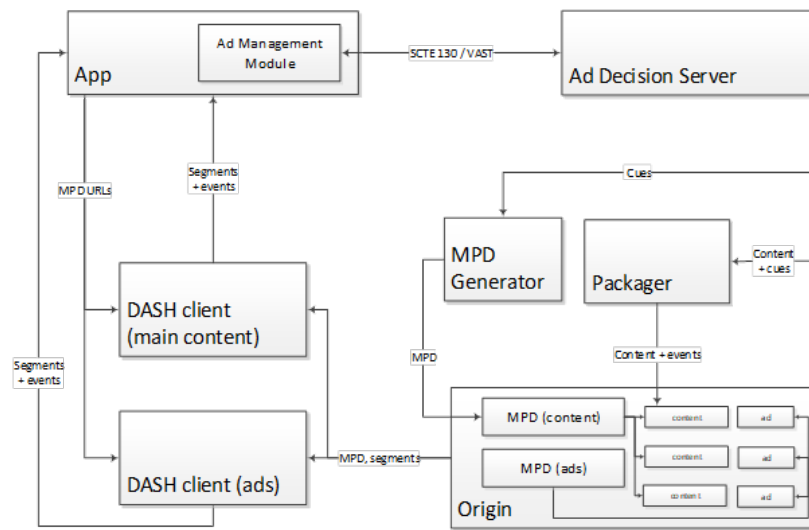 Ad Management
Module
App
SCTE 130 / VAST
Ad Decision Server
Segments
+ events
MPD URLs
Cues
MPD
Generator
Packager
Content
+ cues
DASH client
(main content)
Segments
+ events
MPD
Content + events
MPD (content)
content
ad
content
ad
content
ad
MPD (ads)
MPD, segments
DASH client (ads)
Origin